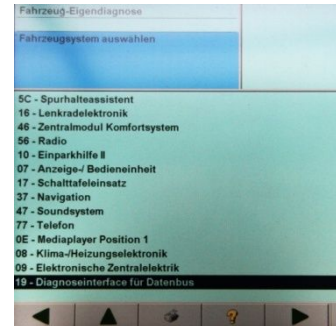 Fahrzeug-Eigendiagnose
Fahrzeugsystem auswählen
5C - Spurhalteassistent
16 - Lenkradelektronik
46 - Zentralmodul Komfortsystem
56 - Radio
10 - Einparkhilfe II
07 - Anzeige-/ Bedieneinheit
17 - Schalttafeleinsatz
37 - Navigation
47 - Soundsystem
77 - Telefon
0E - Mediaplayer Position 1
08 - Klima-/Heizungselektronik
09 - Elektronische Zentralelektrik
19 - Diagnoseinterface für Datenbus